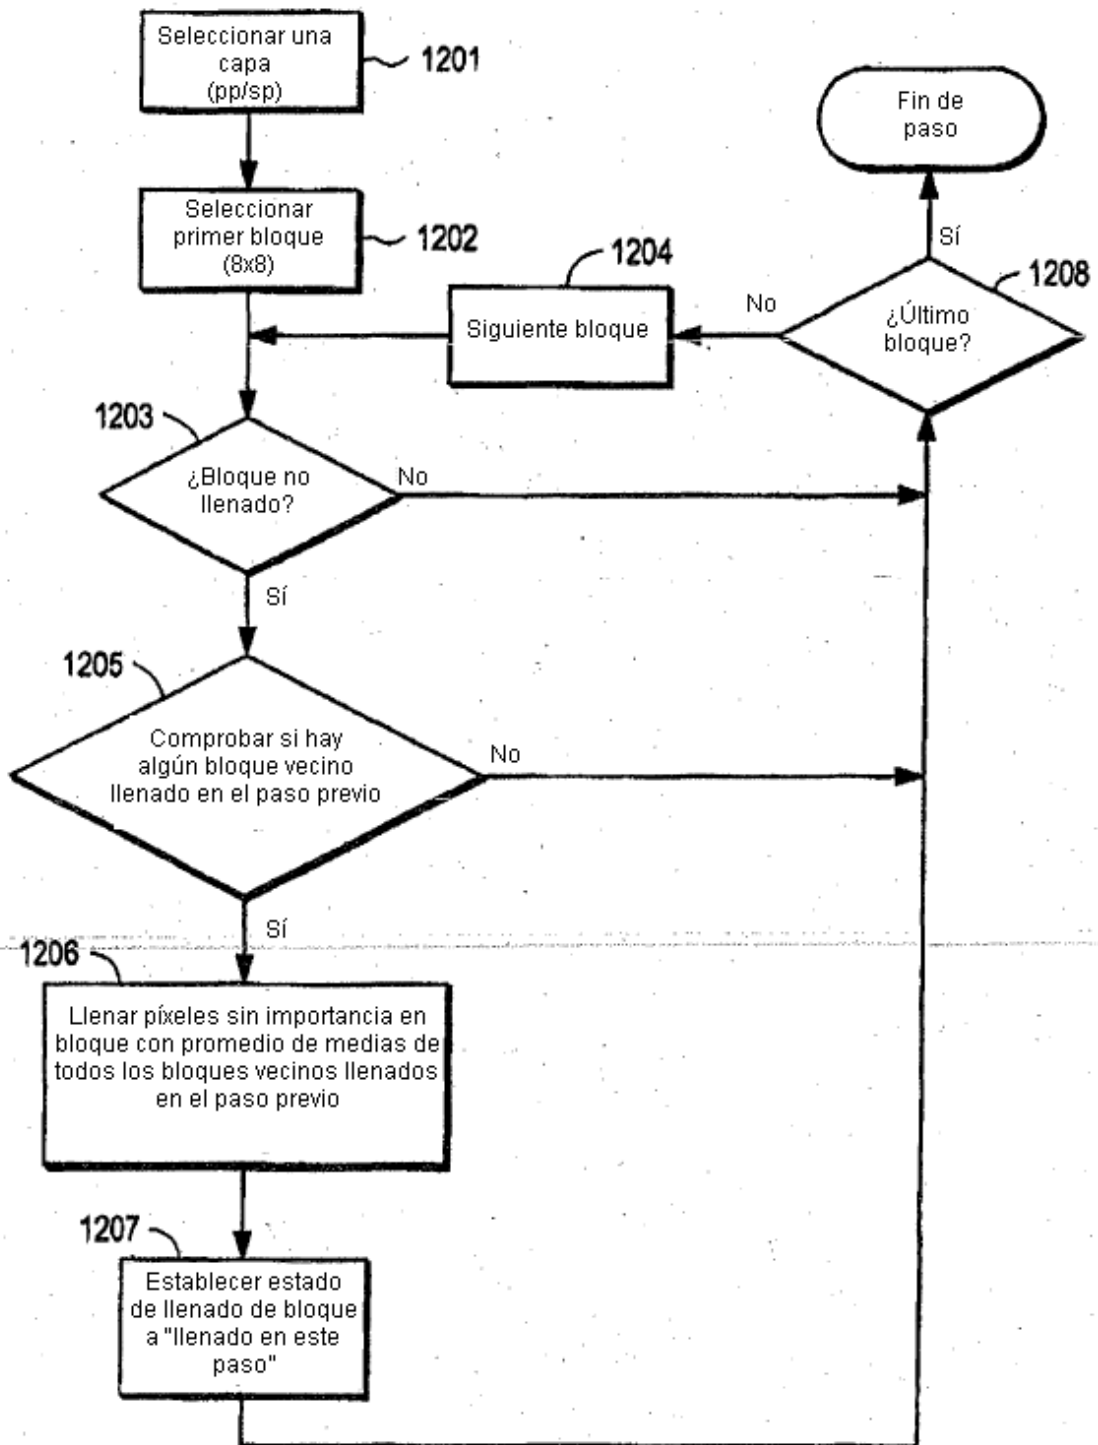 Seleccionar una
capa
(pp/sp)
1201
Fin de
paso
Seleccionar
primer bloque
(8x8)
1202
1204
Siguiente bloque
No
Sí
1208
¿Último
bloque?
1203
¿Bloque no
llenado?
No
Sí
1205
Comprobar si hay
algún bloque vecino
llenado en el paso previo
No
Sí
1206
Llenar píxeles sin importancia en
bloque con promedio de medias de
todos los bloques vecinos llenados
en el paso previo
1207
Establecer estado
de llenado de bloque
a "llenado en este
paso"